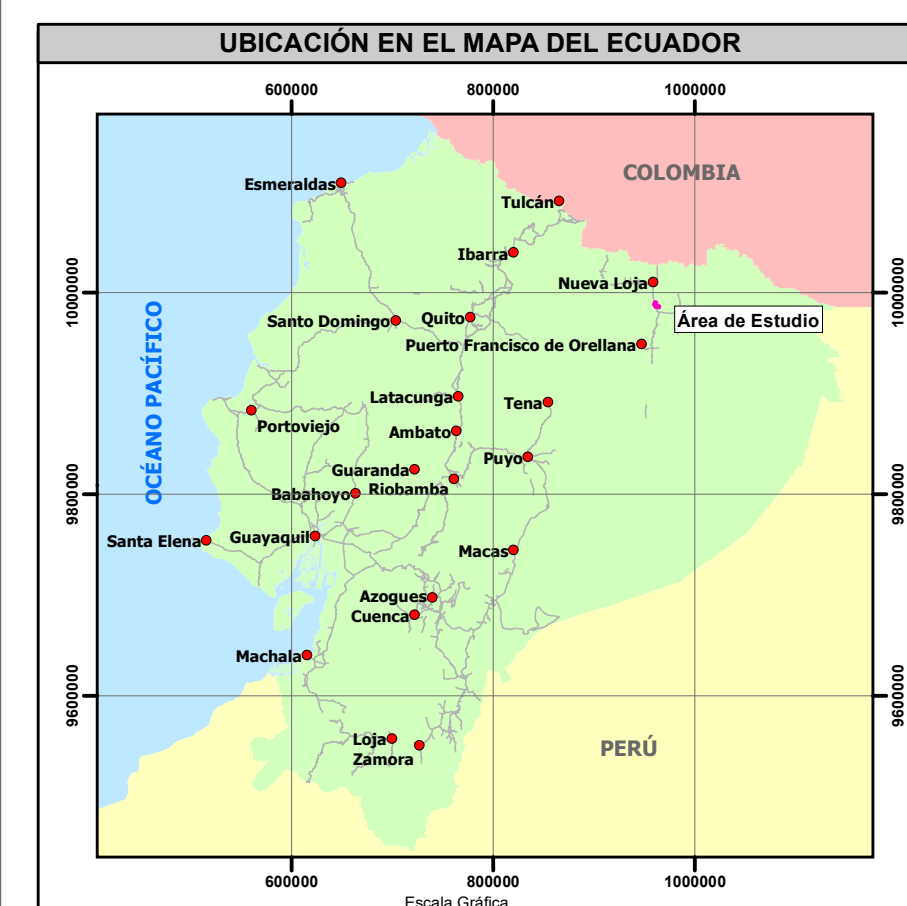 UBICACIÓN EN EL MAPA DEL ECUADOR
600000 800000 1000000
COLOMBIA
Esmeraldas
Tulcán
Ibarra
Nueva Loja
10000000
10000000
OCÉANO PACÍFICO
Santo Domingo
Quito
Área de Estudio
Puerto Francisco de Orellana
Latacunga
Tena
Portoviejo
Ambato
Puyo
Guaranda
Riobamba
Babahoyo
9800000
9800000
Santa Elena
Guayaquil
Macas
Azogues
Cuenca
Machala
9600000
9600000
Loja
PERÚ
Zamora
600000 800000 1000000
Escala Gráfica